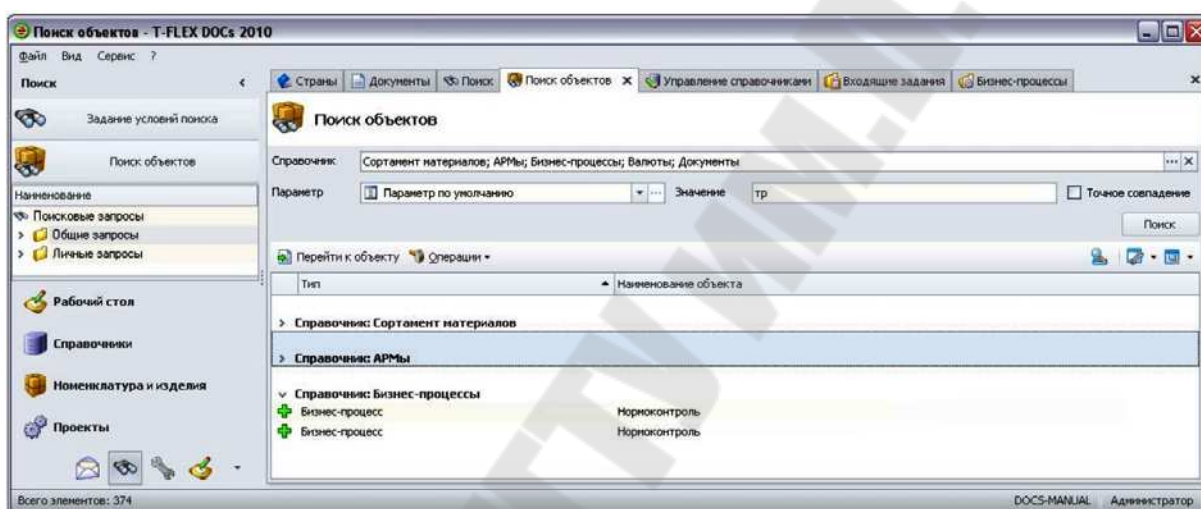 Поиск объектов - T-FLEX DOCs 2010
Файл Вид Сервис ?
Поиск
Страны Документы Поиск Поиск объектов Управление справочниками Входящие задания Бизнес-процессы
Задание условий поиска
Поиск объектов
Поиск объектов
Справочник Сортамент материалов; АРМы; Бизнес-процессы; Валюты; Документы
Наименование
Параметр Параметр по умолчанию Значение тр Точное совпадение
Поисковые запросы
Общие запросы
Личные запросы
Поиск
Перейти к объекту Операции
Тип Наименование объекта
Рабочий стол
Справочник: Сортамент материалов
Справочники
Справочник: АРМы
Номенклатура и изделия
Справочник: Бизнес-процессы
Бизнес-процесс Нормоконтроль
Проекты
Бизнес-процесс Нормоконтроль
Всего элементов: 374 DOCS-MANUAL Администратор